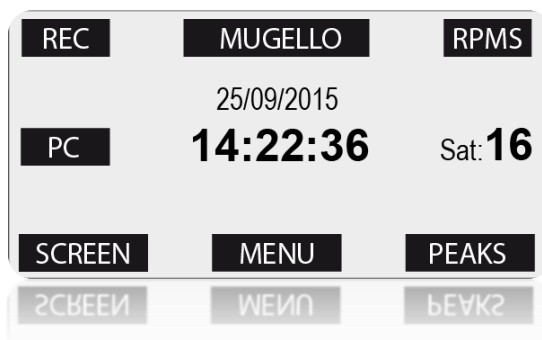 REC MUGELLO RPMS
25/09/2015
PC 14:22:36 Sat:16
SCREEN MENU PEAKS